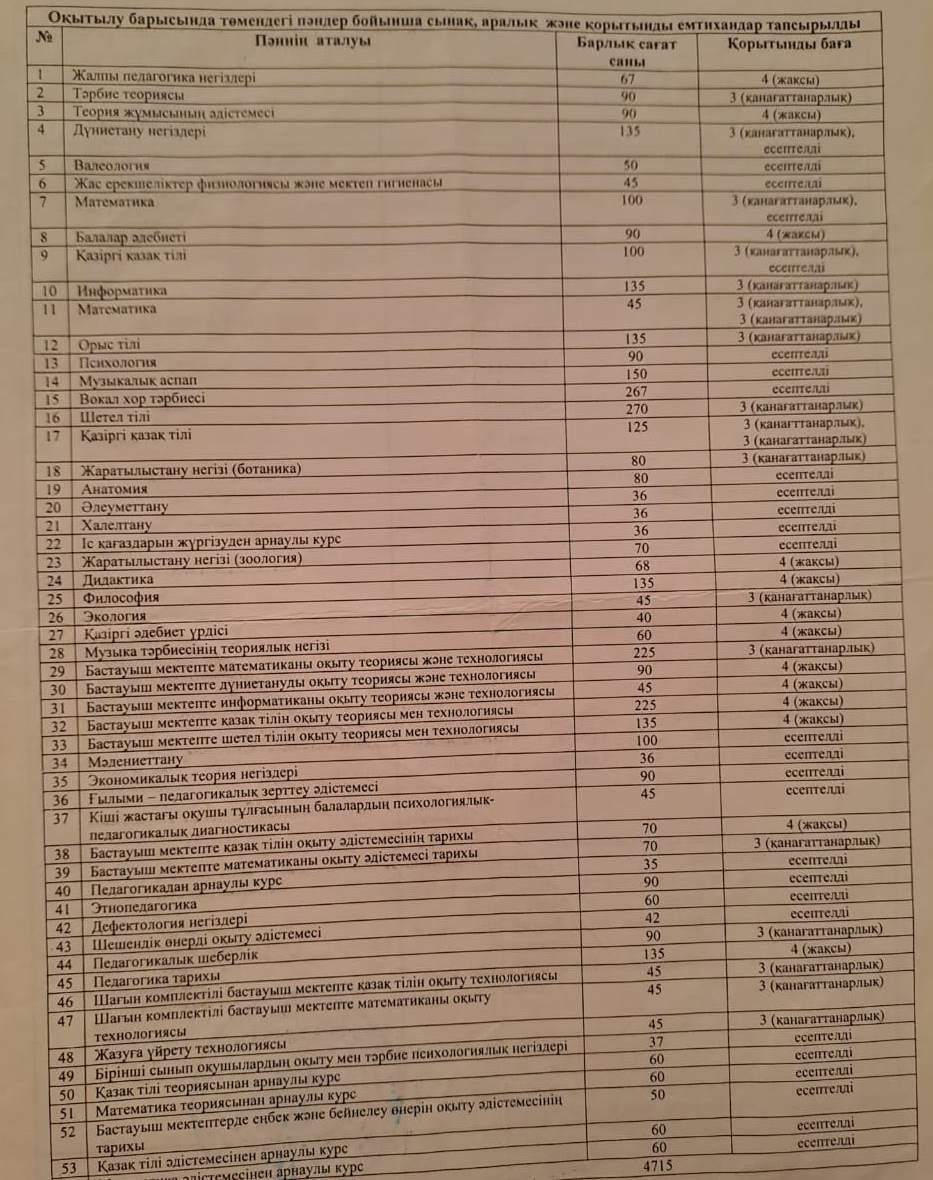 Оқытылу барысында төмендегі пәндер бойынша сынақ, аралық және қорытынды емтихандар тапсырылды
№ Пәннің аталуы Барлық сағат Қорытынды баға
саны
1 Жалпы педагогика негіздері 67 4 (жақсы)
2 Тәрбие теориясы 90 3 (қанағаттанарлық)
3 Теория жұмысының әдістемесі 90 4 (жақсы)
4 Дүнистану негіздері 135 3 (қанағаттанарлық),
есептелді
5 Валеология 50 есептелді
6 Жас ерекшеліктер физиологиясы және мектеп гигиенасы 45 есептелді
7 Математика 100 3 (қанағаттанарлық),
есептелді
8 Балалар әдебиеті 90 4 (жақсы)
9 Қазіргі қазақ тілі 100 3 (қанағаттанарлық),
есептелді
10 Информатика 135 3 (қанағаттанарлық)
11 Математика 45 3 (қанағаттанарлық),
3 (қанағаттанарлық)
12 Орыс тілі 135 3 (қанағаттанарлық)
13 Психология 90 есептелді
14 Музыкалық аспап 150 есептелді
15 Вокал хор тәрбиесі 267 есептелді
16 Шетел тілі 270 3 (қанағаттанарлық)
17 Қазіргі қазақ тілі 125 3 (қанағттанарлық),
3 (қанағаттанарлық)
18 Жаратылыстану негізі (ботаника) 80 3 (қанағаттанарлық)
19 Анатомия 80 есептелді
20 Әлеуметтану 36 есептелді
21 Халелтану 36 есептелді
22 Іс қағаздарын жүргізуден арнаулы курс 36 есептелді
23 Жаратылыстану негізі (зоология) 70 есептелді
24 Дидактика 68 4 (жақсы)
25 Философия 135 4 (жақсы)
26 Экология 45 3 (қанағаттанарлық)
27 Қазіргі әдебиет үрдісі 40 4 (жақсы)
28 Музыка тәрбиесінің теориялық негізі 60 4 (жақсы)
29 Бастауыш мектепте математиканы оқыту теориясы және технологиясы 225 3 (қанағаттанарлық)
30 Бастауыш мектепте дүниетануды оқыту теориясы және технологиясы 90 4 (жақсы)
31 Бастауыш мектепте информатиканы оқыту теориясы және технологиясы 45 4 (жақсы)
32 Бастауыш мектепте қазақ тілін оқыту теориясы мен технологиясы 225 4 (жақсы)
33 Бастауыш мектепте шетел тілін оқыту теориясы мен технологиясы 135 4 (жақсы)
34 Мәдениеттану 100 есептелді
35 Экономикалық теория негіздері 36 есептелді
36 Ғылыми – педагогикалық зерттеу әдістемесі 90 есептелді
37 Кіші жастағы оқушы тұлғасының балалардың психологиялық- 45 есептелді
педагогикалық диагностикасы
38 Бастауыш мектепте қазақ тілін оқыту әдістемесінің тарихы 70 4 (жақсы)
39 Бастауыш мектепте математиканы оқыту әдістемесі тарихы 70 3 (қанағаттанарлық)
40 Педагогикадан арнаулы курс 35 есептелді
41 Этнопедагогика 90 есептелді
42 Дефектология негіздері 60 есептелді
43 Шешендік өнерді оқыту әдістемесі 42 есептелді
44 Педагогикалық шеберлік 90 3 (қанағаттанарлық)
45 Педагогика тарихы 135 4 (жақсы)
46 Шағын комплектілі бастауыш мектепте қазақ тілін оқыту технологиясы 45 3 (қанағаттанарлық)
47 Шағын комплектілі бастауыш мектепте математиканы оқыту 45 3 (қанағаттанарлық)
технологиясы
48 Жазуға үйрету технологиясы 45 3 (қанағаттанарлық)
49 Бірінші сынып оқушылардың оқыту мен тәрбие психологиялық негіздері 37 есептелді
50 Қазақ тілі теориясынан арнаулы курс 60 есептелді
51 Математика теориясынан арнаулы курс 60 есептелді
52 Бастауыш мектептерде еңбек және бейнелеу өнерін оқыту әдістемесінің 50 есептелді
тарихы
53 Қазақ тілі әдістемесінен арнаулы курс 60 есептелді
әдістемесінен арнаулы курс 60 есептелді
4715